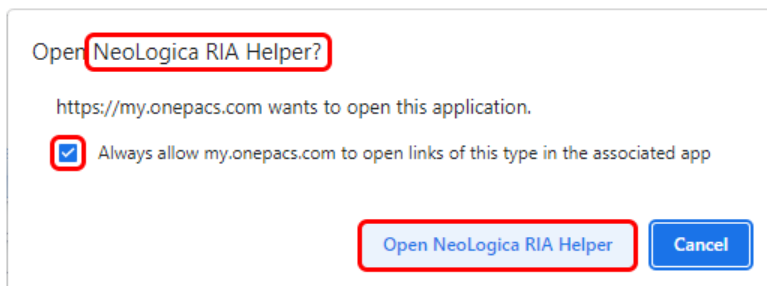 Open NeoLogica RIA Helper?
https://my.onepacs.com wants to open this application.
Always allow my.onepacs.com to open links of this type in the associated app
Open NeoLogica RIA Helper
Cancel